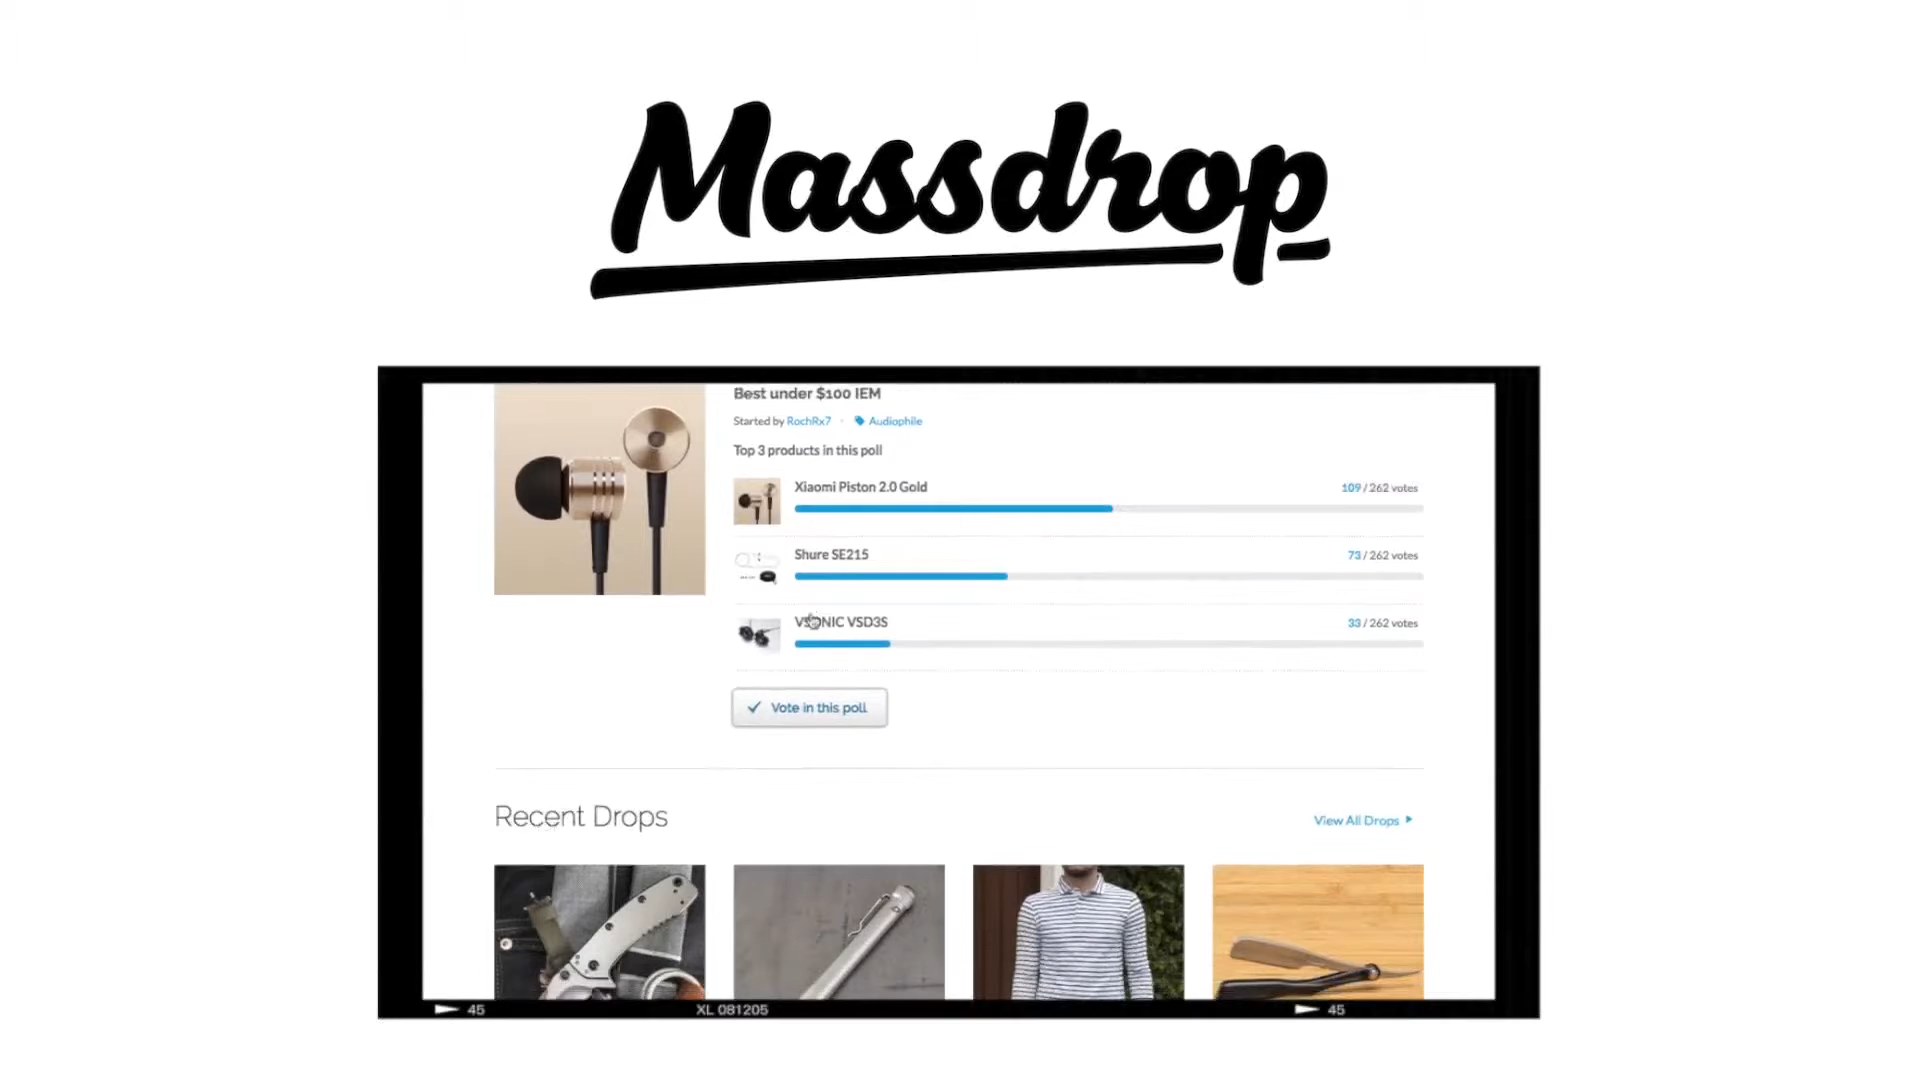 Massdrop
Best under $100 IEM
Started by RochRx7 · Audiophile
Top 3 products in this poll
Xiaomi Piston 2.0 Gold 109 / 262 votes
Shure SE215 73 / 262 votes
VSONIC VSD3S 33 / 262 votes
Vote in this poll
Recent Drops View All Drops
45 XL 081205 45